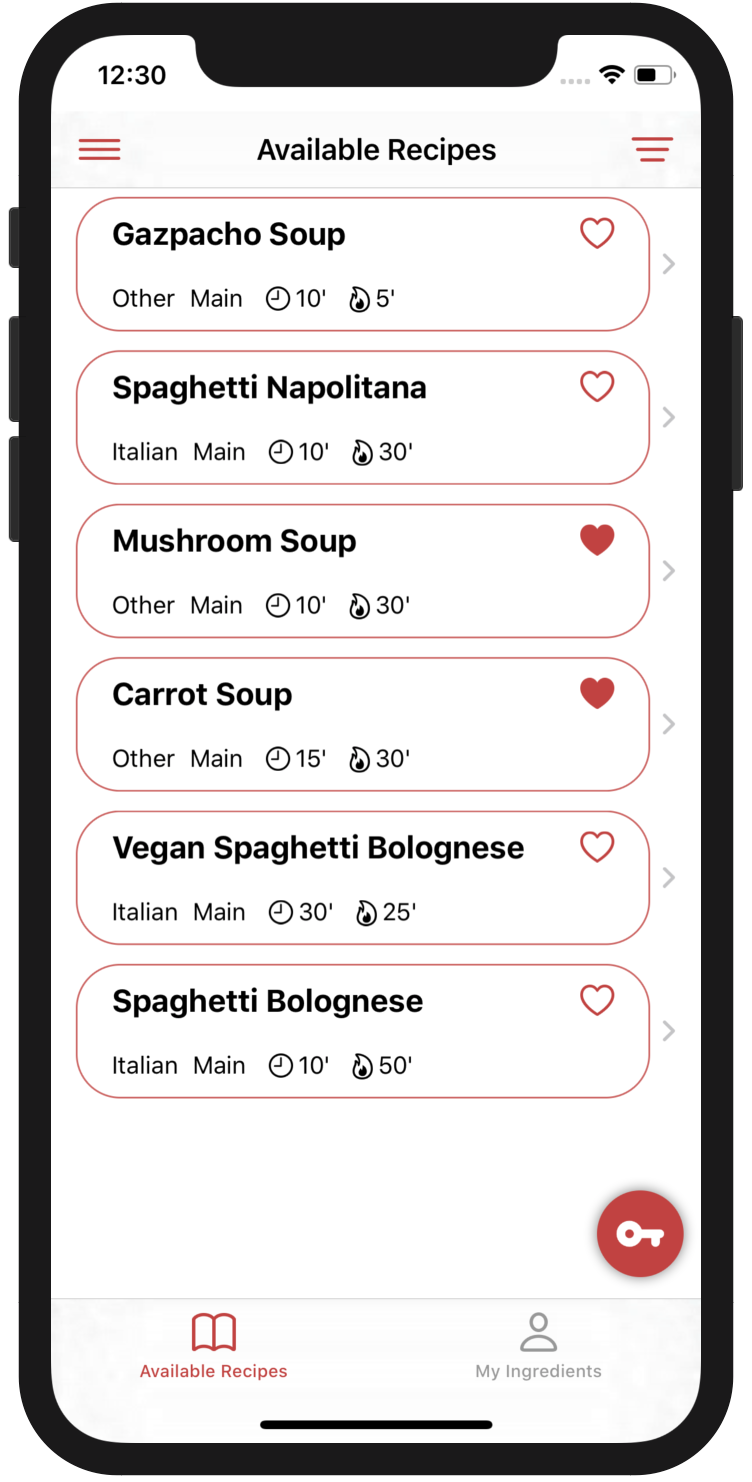 12:30
Available Recipes
Gazpacho Soup
Other Main 10' 5'
Spaghetti Napolitana
Italian Main 10' 30'
Mushroom Soup
Other Main 10' 30'
Carrot Soup
Other Main 15' 30'
Vegan Spaghetti Bolognese
Italian Main 30' 25'
Spaghetti Bolognese
Italian Main 10' 50'
Available Recipes My Ingredients